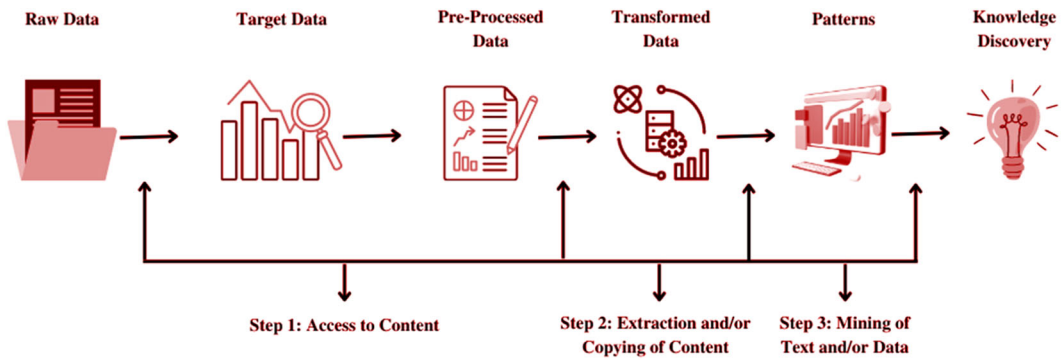 Raw Data
Target Data
Pre-Processed
Data
Transformed
Data
Patterns
Knowledge
Discovery
Step 1: Access to Content
Step 2: Extraction and/or
Copying of Content
Step 3: Mining of
Text and/or Data